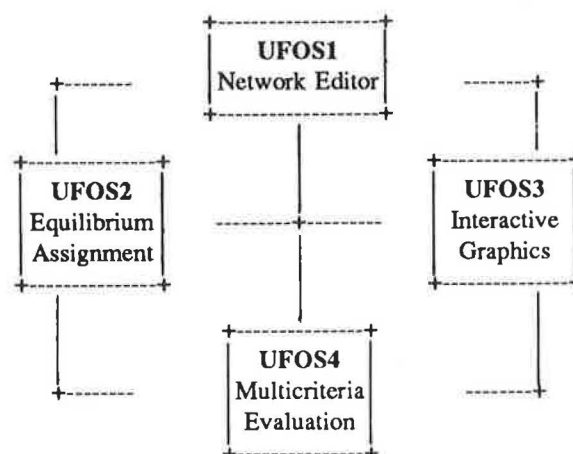 UFOS1
Network Editor
UFOS2
Equilibrium
Assignment
UFOS3
Interactive
Graphics
UFOS4
Multicriteria
Evaluation